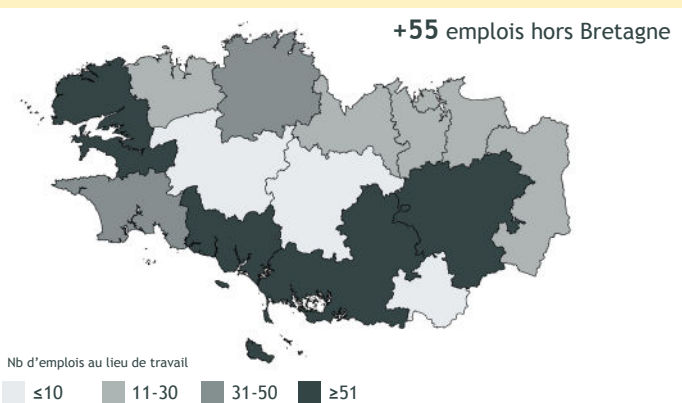 +55 emplois hors Bretagne
Nb d'emplois au lieu de travail
≤10 11-30 31-50 ≥51